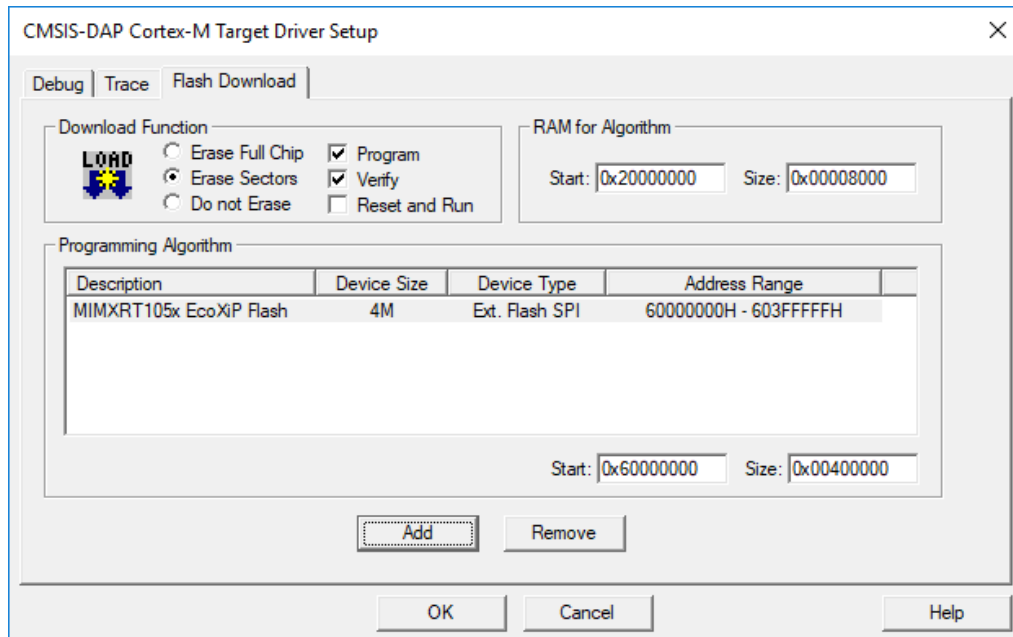 CMSIS-DAP Cortex-M Target Driver Setup
Debug Trace Flash Download
Download Function
LOAD
Erase Full Chip
Erase Sectors
Do not Erase
Program
Verify
Reset and Run
RAM for Algorithm
Start: 0x20000000 Size: 0x00008000
Programming Algorithm
Description Device Size Device Type Address Range
MIMXRT105x EcoXiP Flash 4M Ext. Flash SPI 60000000H - 603FFFFFH
Start: 0x60000000 Size: 0x00400000
Add Remove
OK Cancel Help